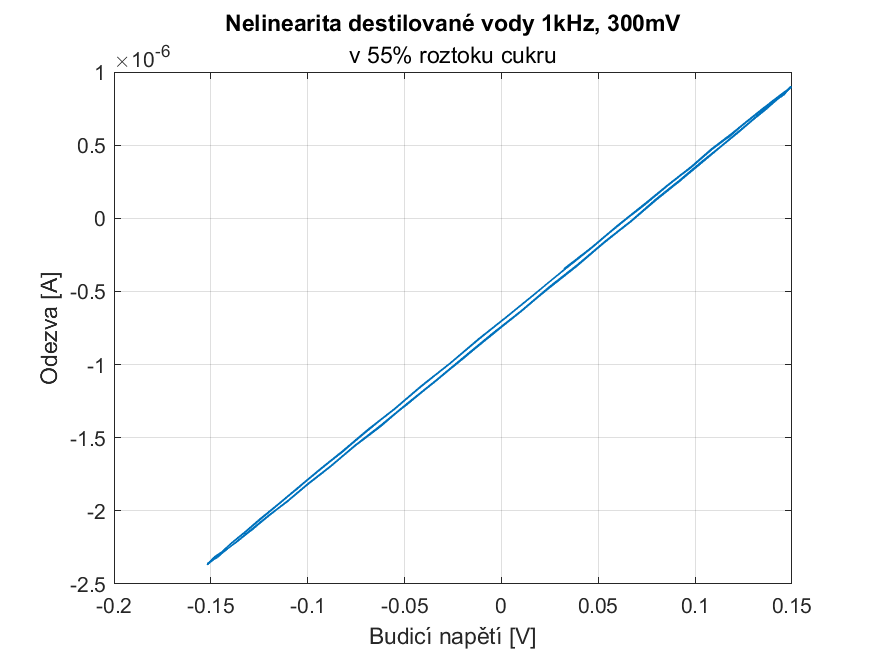 Nelinearita destilované vody 1kHz, 300mV
v 55% roztoku cukru
×10^-6
1
0.5
0
-0.5
-1
-1.5
-2
-2.5
Odezva [A]
-0.2 -0.15 -0.1 -0.05 0 0.05 0.1 0.15
Budicí napětí [V]